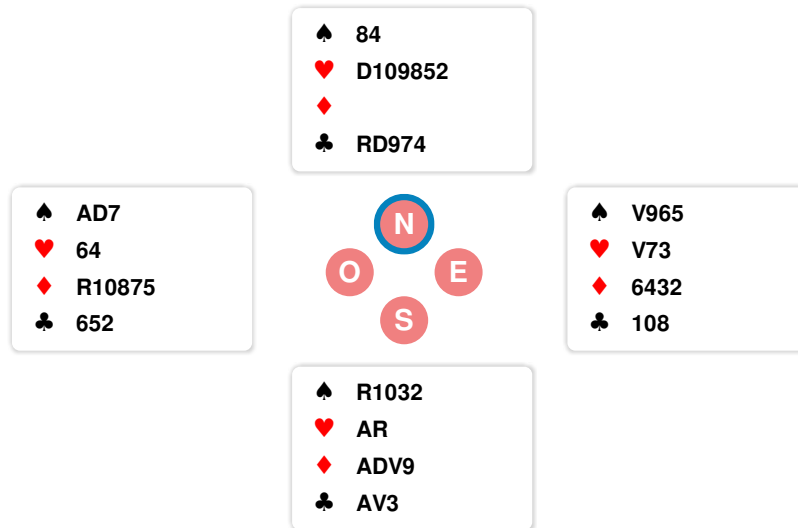 ♠ 84
♥ D109852
♦
♣ RD974
♠ AD7
♥ 64
♦ R10875
♣ 652
N
O
E
S
♠ V965
♥ V73
♦ 6432
♣ 108
♠ R1032
♥ AR
♦ ADV9
♣ AV3